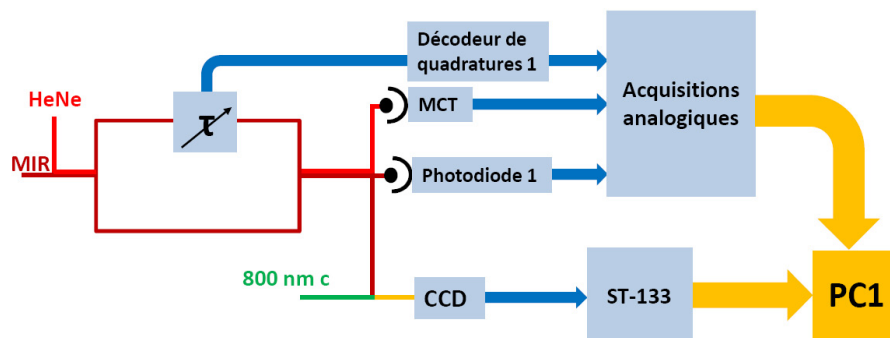 Décodeur de
quadratures 1
HeNe
MCT
Acquisitions
analogiques
τ
MIR
Photodiode 1
800 nm c
CCD
ST-133
PC1